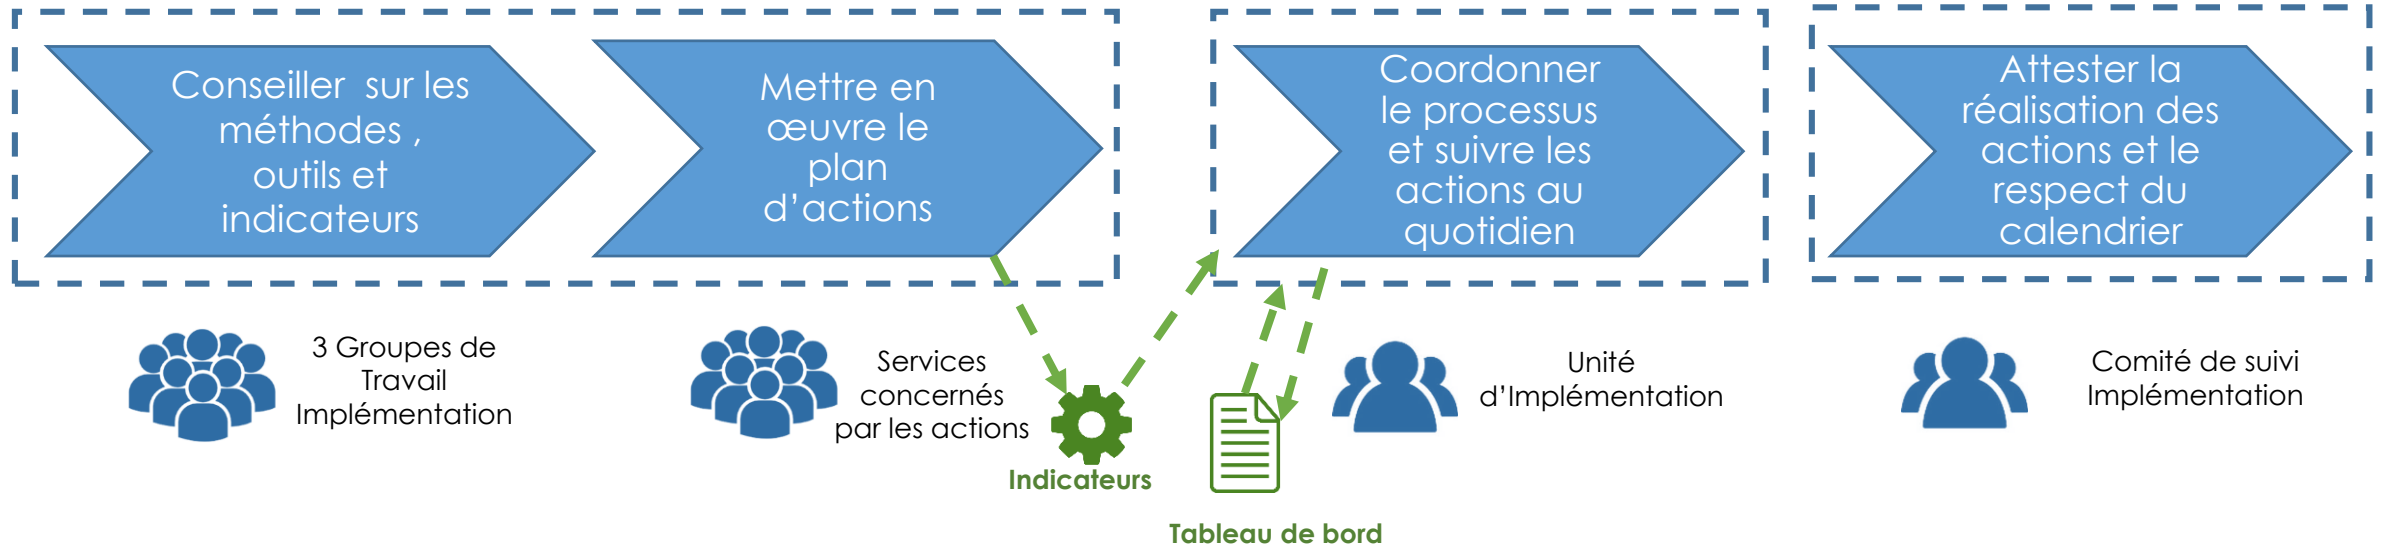 Conseiller sur les
méthodes ,
outils et
indicateurs
Mettre en
œuvre le
plan
d’actions
Coordonner
le processus
et suivre les
actions au
quotidien
Attester la
réalisation des
actions et le
respect du
calendrier
3 Groupes de
Travail
Implémentation
Services
concernés
par les actions
Indicateurs
Tableau de bord
Unité
d’Implémentation
Comité de suivi
Implémentation